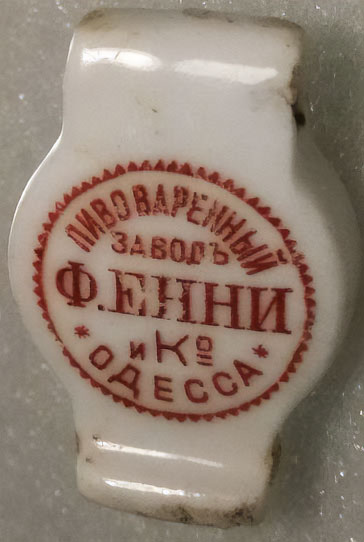 ПИВОВАРЕННЫЙ
ЗАВОДЪ
Ф.ЕННИ
и Ко
* ОДЕССА *